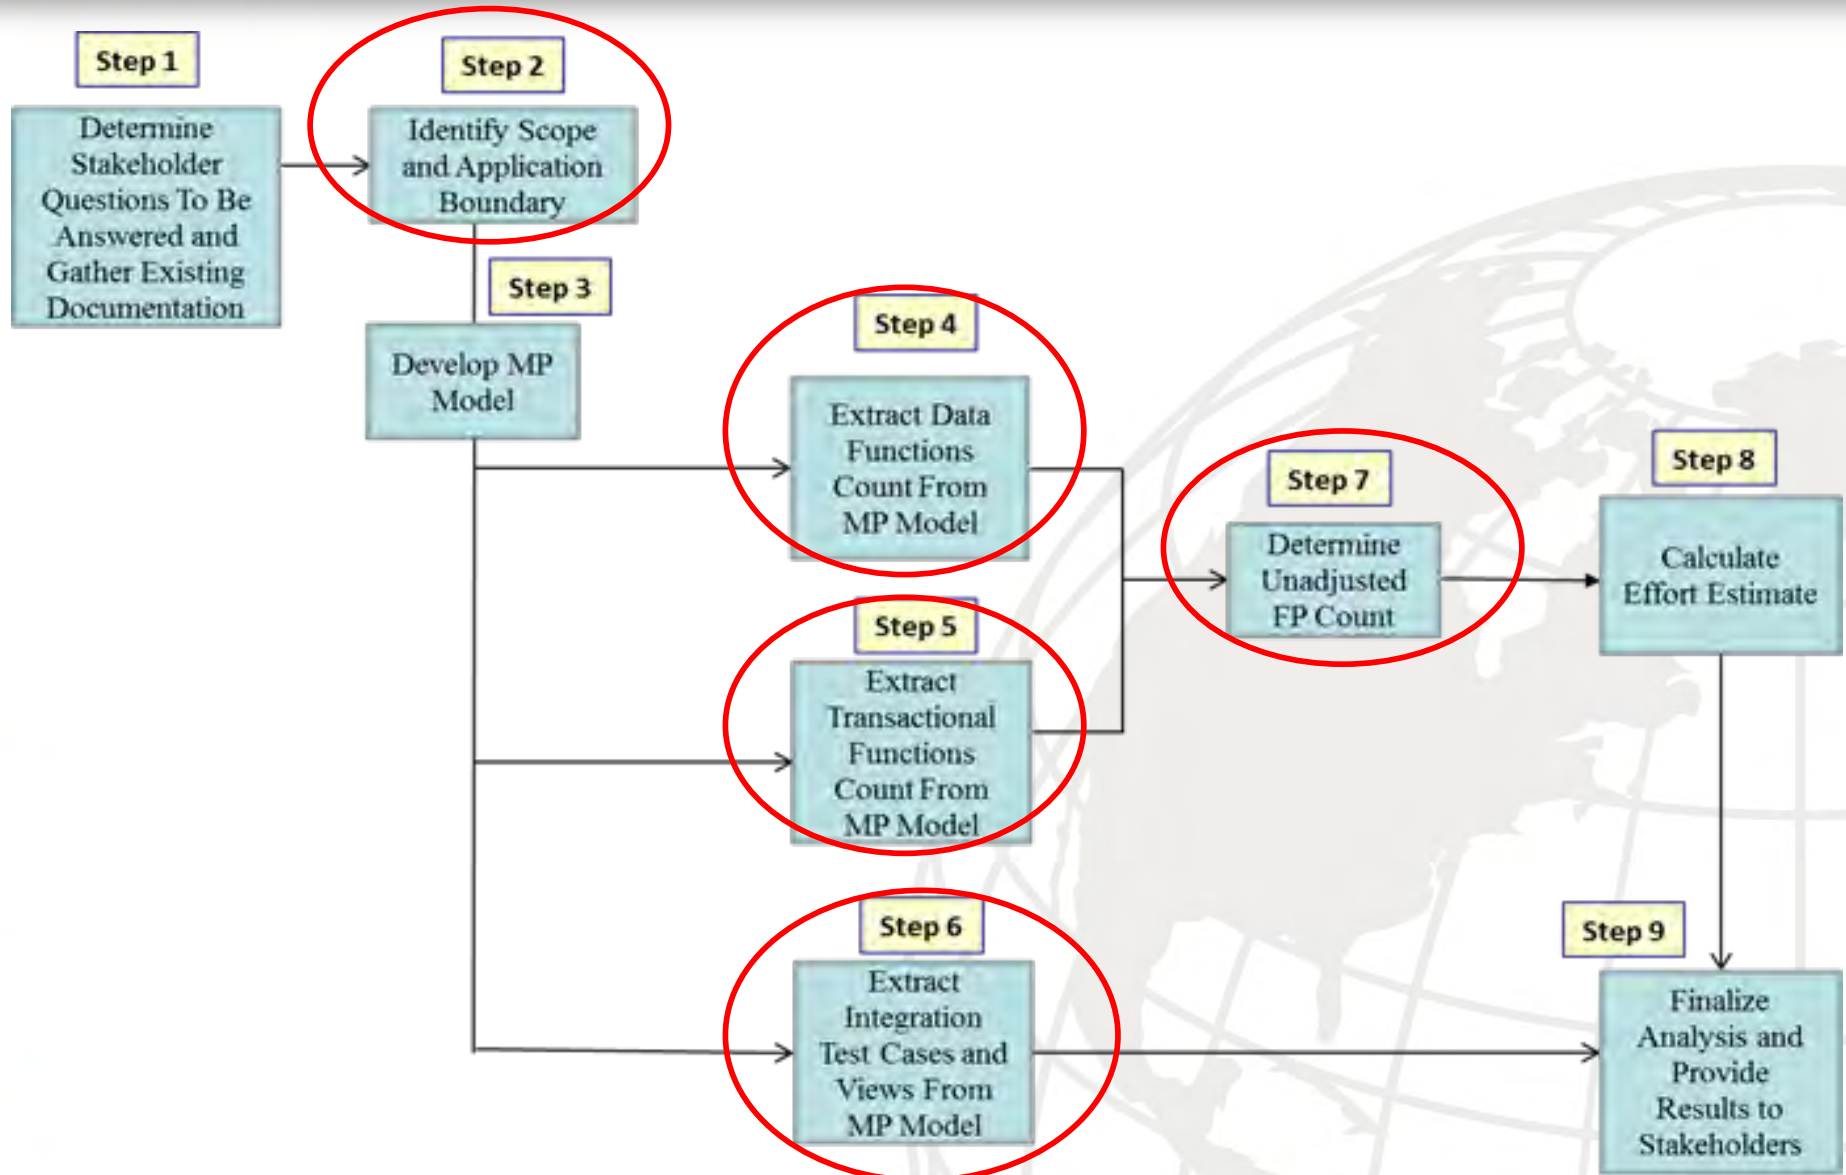 Step 1
Determine
Stakeholder
Questions To Be
Answered and
Gather Existing
Documentation
Step 2
Identify Scope
and Application
Boundary
Step 3
Develop MP
Model
Step 4
Extract Data
Functions
Count From
MP Model
Step 5
Extract
Transactional
Functions
Count From
MP Model
Step 6
Extract
Integration
Test Cases and
Views From
MP Model
Step 7
Determine
Unadjusted
FP Count
Step 8
Calculate
Effort Estimate
Step 9
Finalize
Analysis and
Provide
Results to
Stakeholders